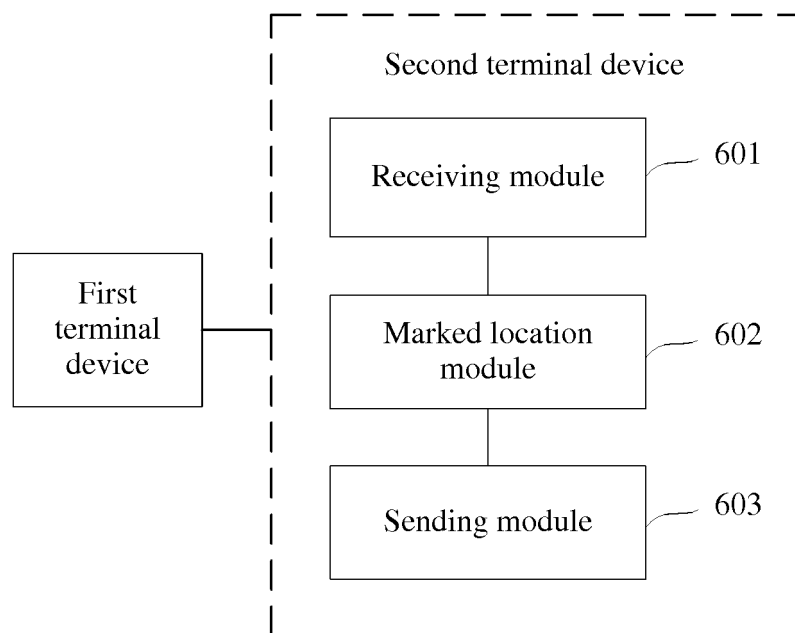 Second terminal device
Receiving module
601
First
terminal
device
Marked location
module
602
Sending module
603